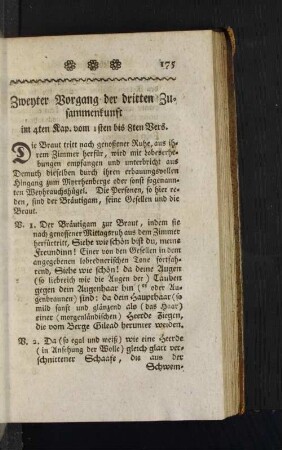 175
Zweyter Vorgang der dritten Zu-
sammenkunft
im 4ten Kap. vom 1sten bis 8ten Vers.
Die Braut tritt nach genoßener Ruhe, aus ih-
rem Zimmer herfür, wird mit lobeserhe-
bungen empfangen und unterbricht aus
Demuth dieselben durch ihren erbauungsvollen
Hingang zum Myrrhenberge oder sonst sogenann-
ten Weyhrauchshügel. Die Personen, so hier re-
den, sind der Bräutigam, seine Gesellen und die
Braut.
V. 1. Der Bräutigam zur Braut, indem sie
nach genoßener Mittagsruh aus dem Zimmer
herfürtritt, Siehe wie schön bist du, meine
Freundinn! Einer von den Gesellen in dem
angegebenen lobrednerischen Tone fortfah-
rend, Siehe wie schön! da deine Augen
(so liebreich wie die Augen der) Tauben
gegen dein Augenhaar hin (** oder Au-
genbraunen) sind: da dein Haupthaar (so
mild sanft und glänzend als (das Haar)
einer (morgenländischen) Heerde Ziegen,
die vom Berge Gilead herunter weiden.
V. 2. Da (so egal und weiß) wie eine Heerde
(in Ansehung der Wolle) gleich glatt ver-
schnittener Schaafe, die aus der
Schwem-